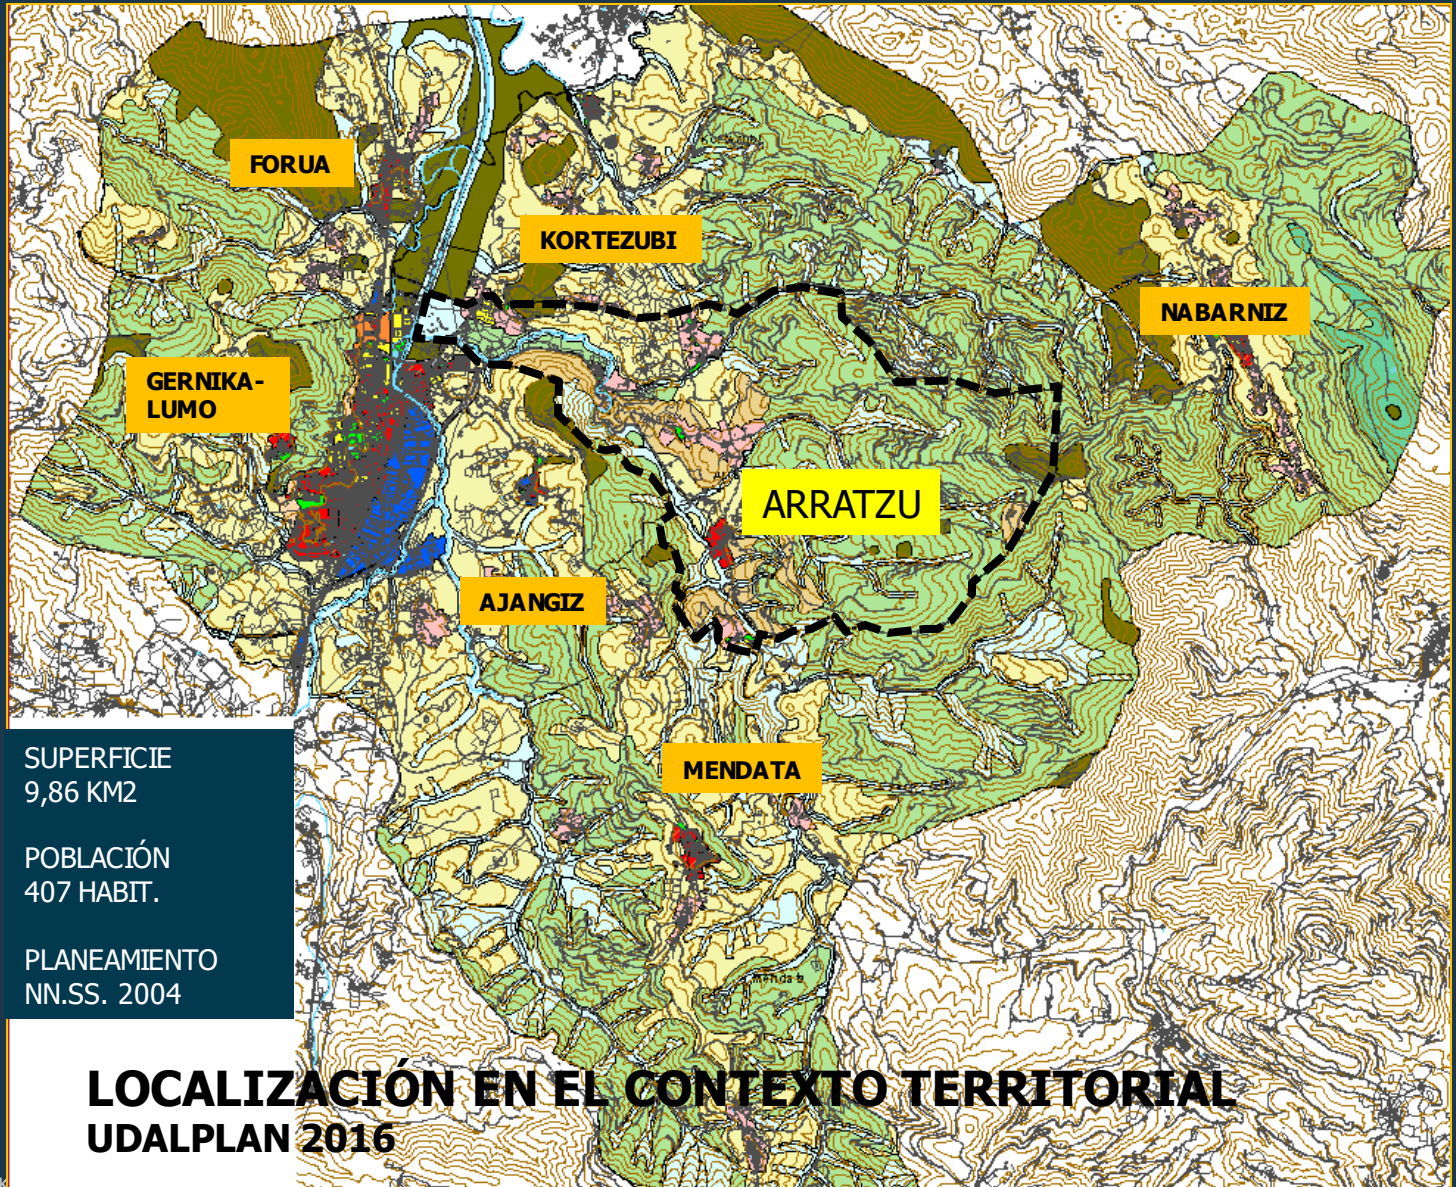 FORUA
KORTEZUBI
NABARNIZ
GERNIKA-
LUMO
ARRATZU
AJANGIZ
MENDATA
SUPERFICIE
9,86 KM2
POBLACIÓN
407 HABIT.
PLANEAMIENTO
NN.SS. 2004
LOCALIZACIÓN EN EL CONTEXTO TERRITORIAL
UDALPLAN 2016